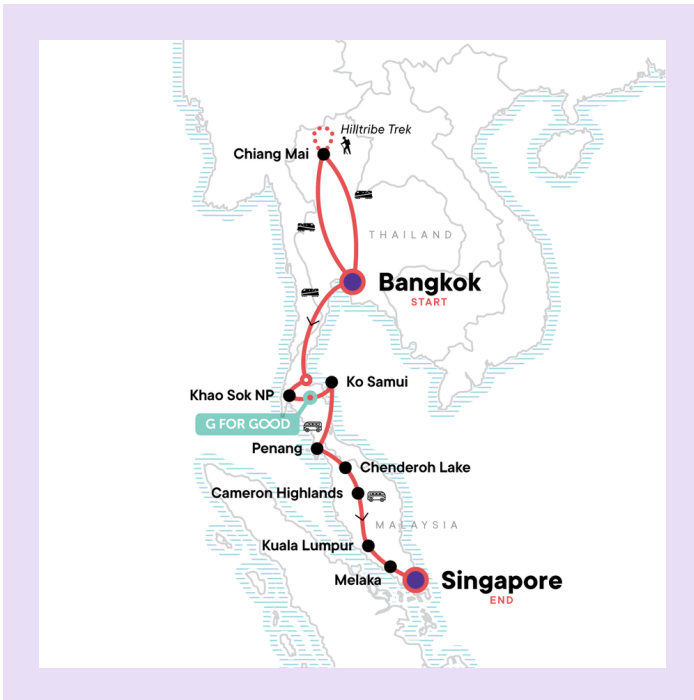 Hilltribe Trek
Chiang Mai
THAILAND
Bangkok
START
Khao Sok NP
Ko Samui
G FOR GOOD
Penang
Chenderoh Lake
Cameron Highlands
MALAYSIA
Kuala Lumpur
Melaka
Singapore
END